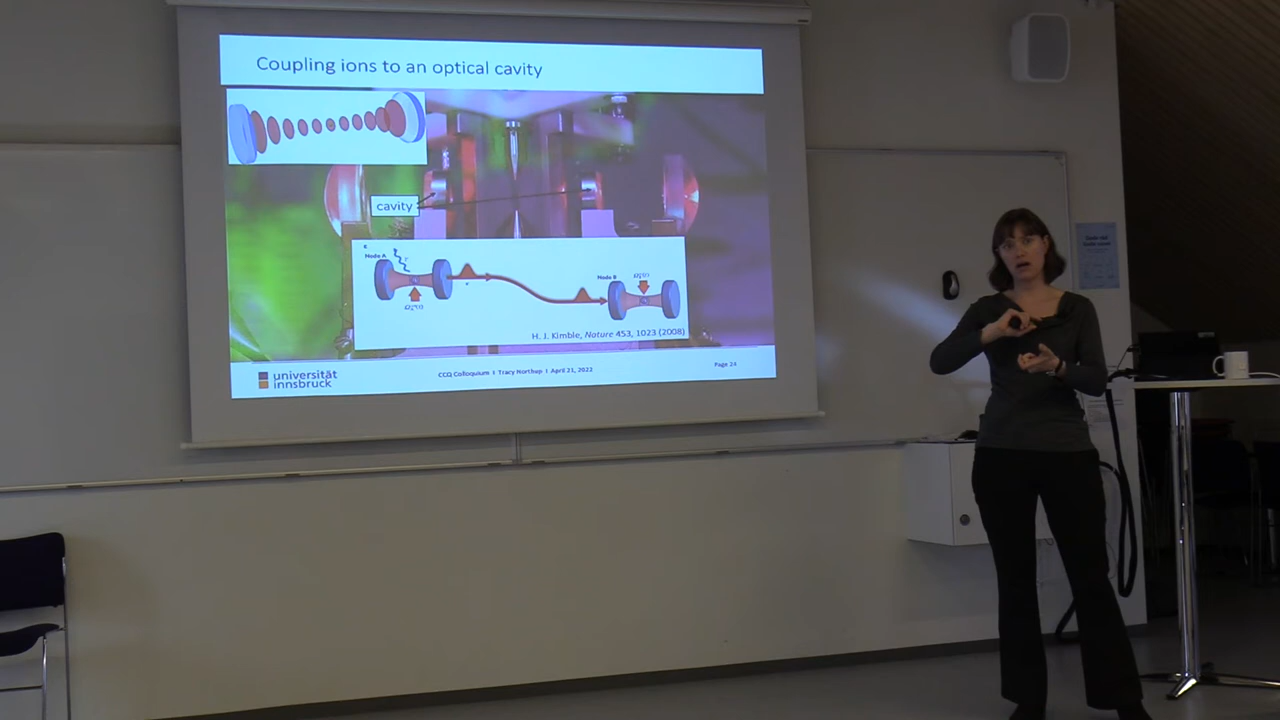 Coupling ions to an optical cavity
cavity
Node A
Node B
H. J. Kimble, Nature 453, 1023 (2008)
universität
innsbruck
CCQ Colloquium I Tracy Northup I April 21, 2022
Page 24